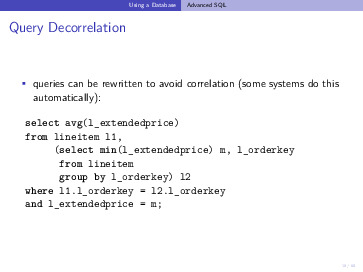 Using a Database Advanced SQL
Query Decorrelation
queries can be rewritten to avoid correlation (some systems do this
automatically):
select avg(l_extendedprice)
from lineitem l1,
(select min(l_extendedprice) m, l_orderkey
from lineitem
group by l_orderkey) l2
where l1.l_orderkey = l2.l_orderkey
and l_extendedprice = m;